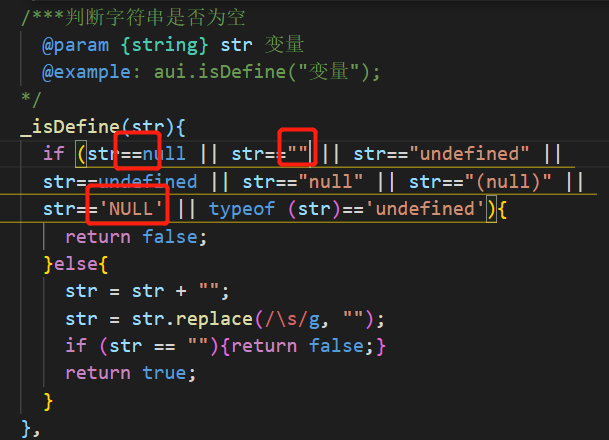 /***判断字符串是否为空
@param {string} str 变量
@example: aui.isDefine("变量");
*/
_isDefine(str){
if (str==null || str=="" || str=="undefined" ||
str==undefined || str=="null" || str=="(null)" ||
str=='NULL' || typeof (str)=='undefined'){
return false;
}else{
str = str + "";
str = str.replace(/\s/g, "");
if (str == ""){return false;}
return true;
}
},